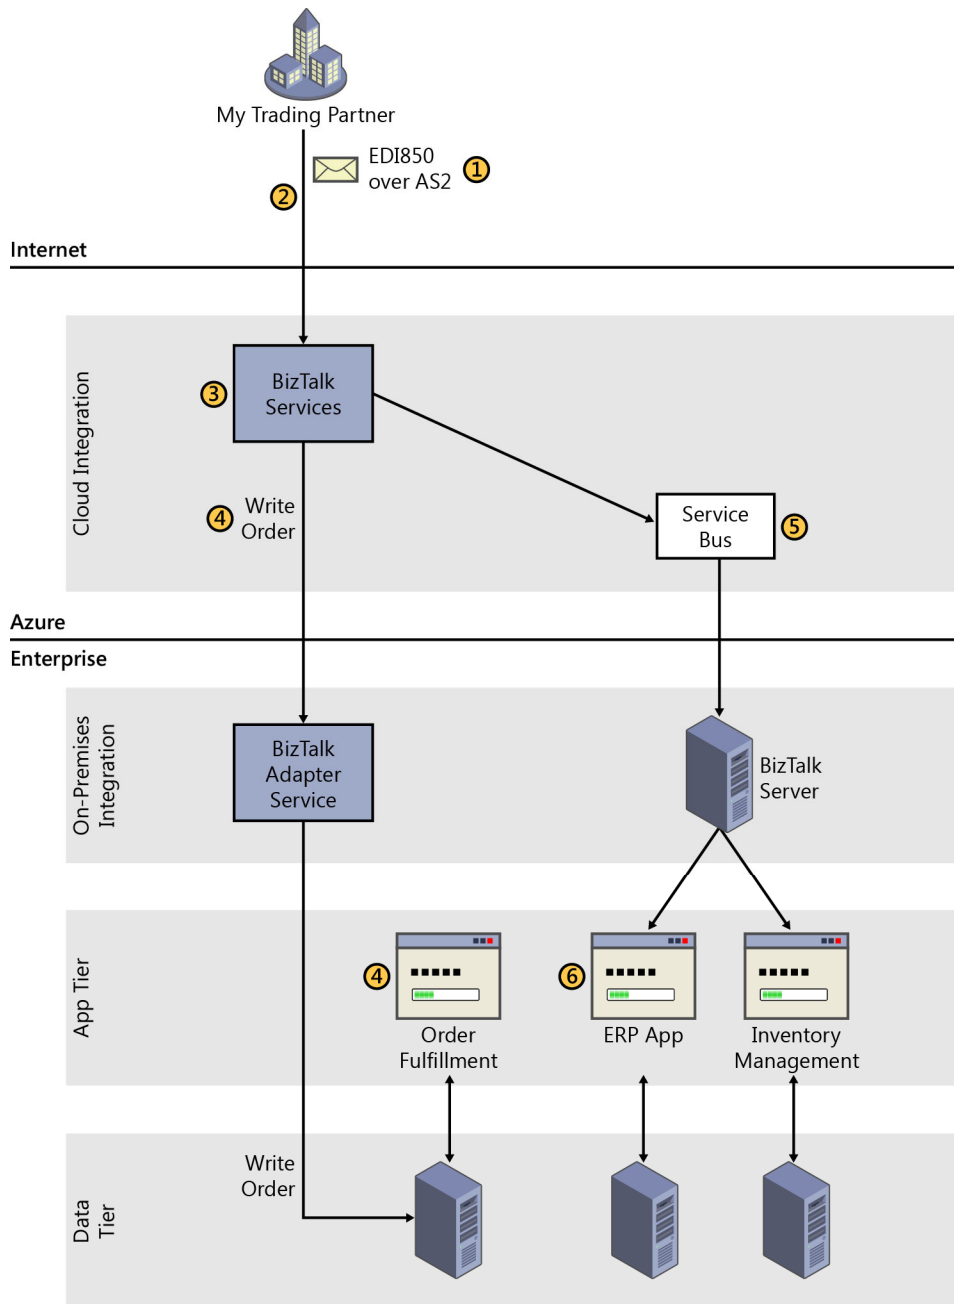 My Trading Partner
EDI850
over AS2
1
2
Internet
Cloud Integration
BizTalk
Services
3
4
Write
Order
Service
Bus
5
Azure
Enterprise
On-Premises
Integration
BizTalk
Adapter
Service
BizTalk
Server
App Tier
4
Order
Fulfillment
6
ERP App
Inventory
Management
Data
Tier
Write
Order